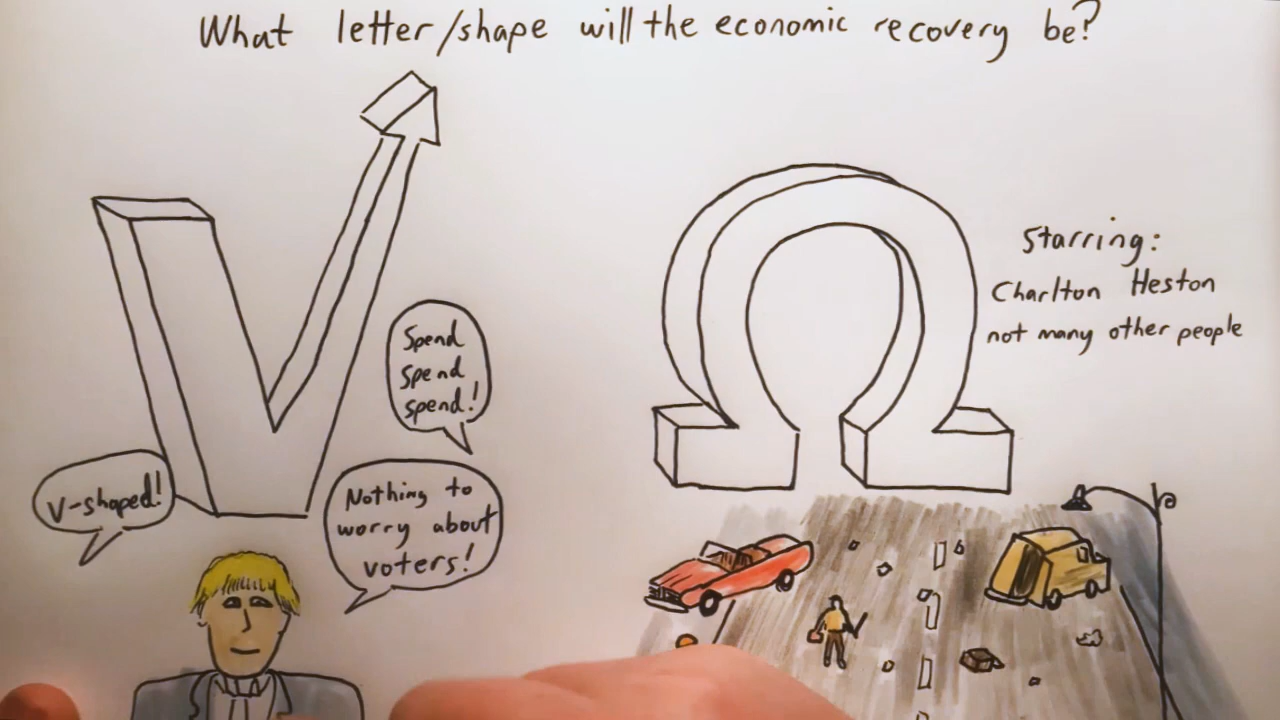 What letter/shape will the economic recovery be?
V
Ω
Starring:
Charlton Heston
not many other people
Spend
spend
spend!
V-shaped!
Nothing to
worry about
voters!